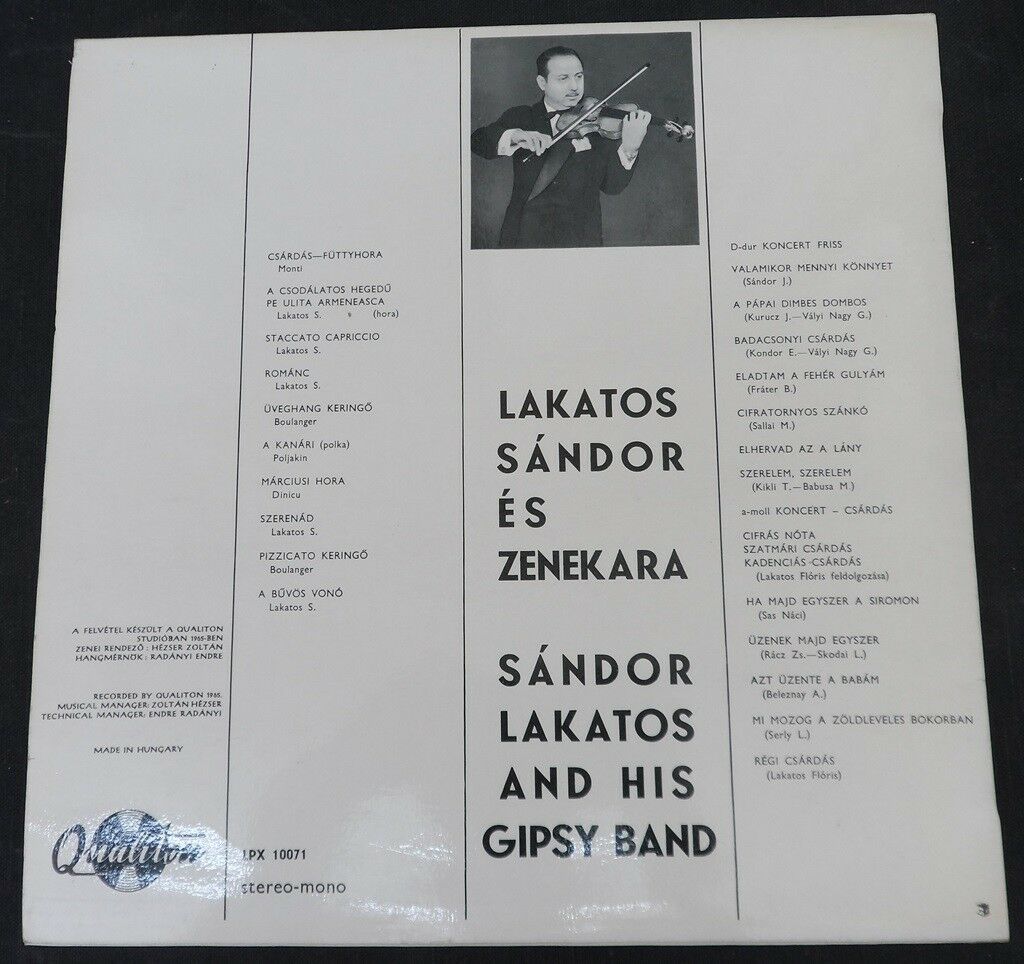 CSÁRDÁS—FÜTTYHORA
Monti
A CSODÁLATOS HEGEDŰ
PE ULITA ARMENEASCA
Lakatos S. (hora)
STACCATO CAPRICCIO
Lakatos S.
ROMÁNC
Lakatos S.
ÜVEGHANG KERINGŐ
Boulanger
A KANÁRI (polka)
Poljakin
MÁRCIUSI HORA
Dinicu
SZERENÁD
Lakatos S.
PIZZICATO KERINGŐ
Boulanger
A BŰVÖS VONÓ
Lakatos S.
A FELVÉTEL KÉSZÜLT A QUALITON
STUDIÓBAN 1965-BEN
ZENEI RENDEZŐ: HÉZSER ZOLTÁN
HANGMÉRNÖK: RADÁNYI ENDRE
RECORDED BY QUALITON 1965.
MUSICAL MANAGER: ZOLTÁN HÉZSER
TECHNICAL MANAGER: ENDRE RADÁNYI
MADE IN HUNGARY
Qualiton
LPX 10071
stereo-mono
LAKATOS
SÁNDOR
ÉS
ZENEKARA
SÁNDOR
LAKATOS
AND HIS
GIPSY BAND
D-dur KONCERT FRISS
VALAMIKOR MENNYI KÖNNYET
(Sándor J.)
A PÁPAI DIMBES DOMBOS
(Kurucz J.—Vályi Nagy G.)
BADACSONYI CSÁRDÁS
(Kondor E.—Vályi Nagy G.)
ELADTAM A FEHÉR GULYÁM
(Fráter B.)
CIFRATORNYOS SZÁNKÓ
(Sallai M.)
ELHERVAD AZ A LÁNY
SZERELEM, SZERELEM
(Kikli T.—Babusa M.)
a-moll KONCERT – CSÁRDÁS
CIFRÁS NÓTA
SZATMÁRI CSÁRDÁS
KADENCIÁS-CSÁRDÁS
(Lakatos Flóris feldolgozása)
HA MAJD EGYSZER A SIROMON
(Sas Náci)
ÜZENEK MAJD EGYSZER
(Rácz Zs.—Skodai L.)
AZT ÜZENTE A BABÁM
(Beleznay A.)
MI MOZOG A ZÖLDLEVELES BOKORBAN
(Serly L.)
RÉGI CSÁRDÁS
(Lakatos Flóris)